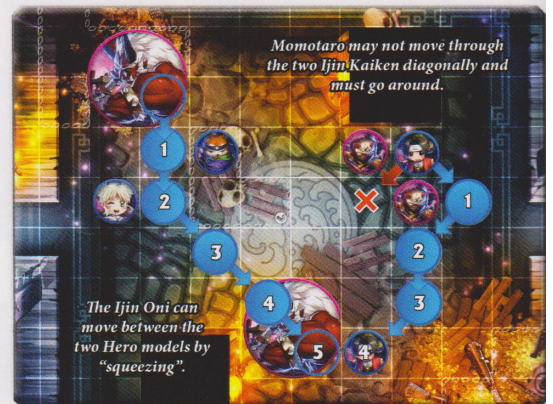 Momotaro may not move through
the two Ijin Kaiken diagonally and
must go around.
1
2
3
4
5
1
2
3
4
The Ijin Oni can
move between the
two Hero models by
"squeezing".